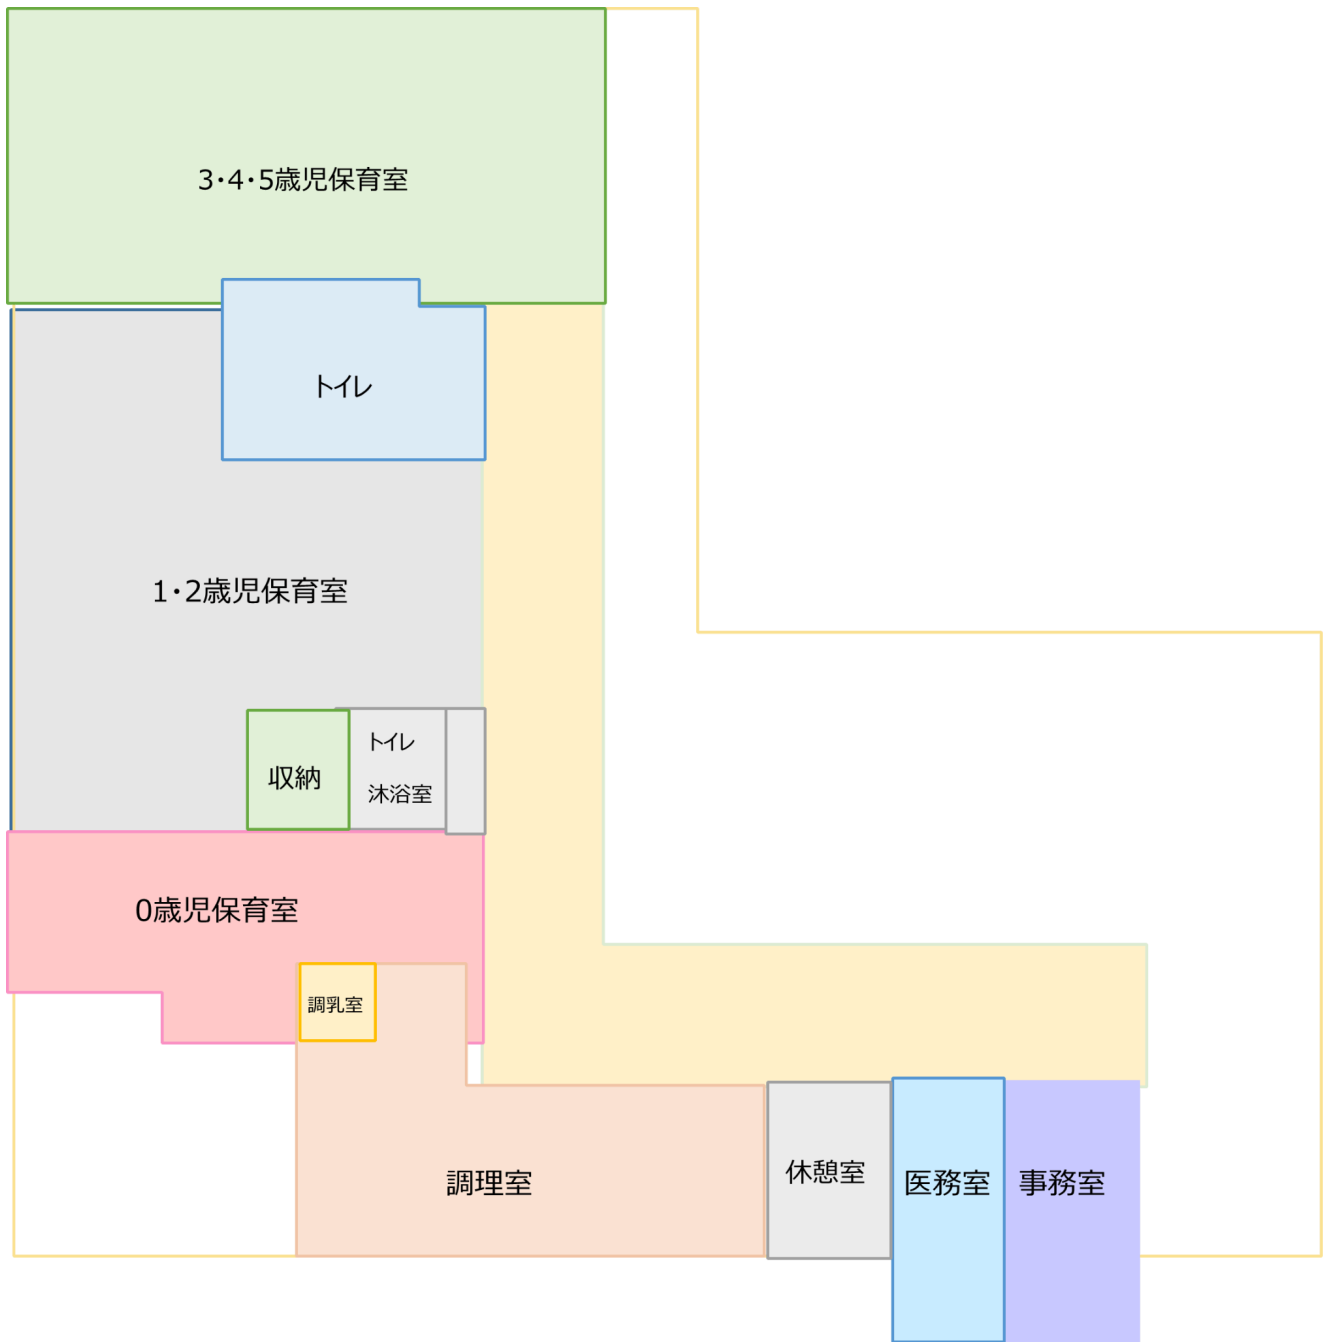 3・4・5歳児保育室
トイレ
1・2歳児保育室
トイレ
収納
沐浴室
0歳児保育室
調乳室
調理室
休憩室
医務室
事務室